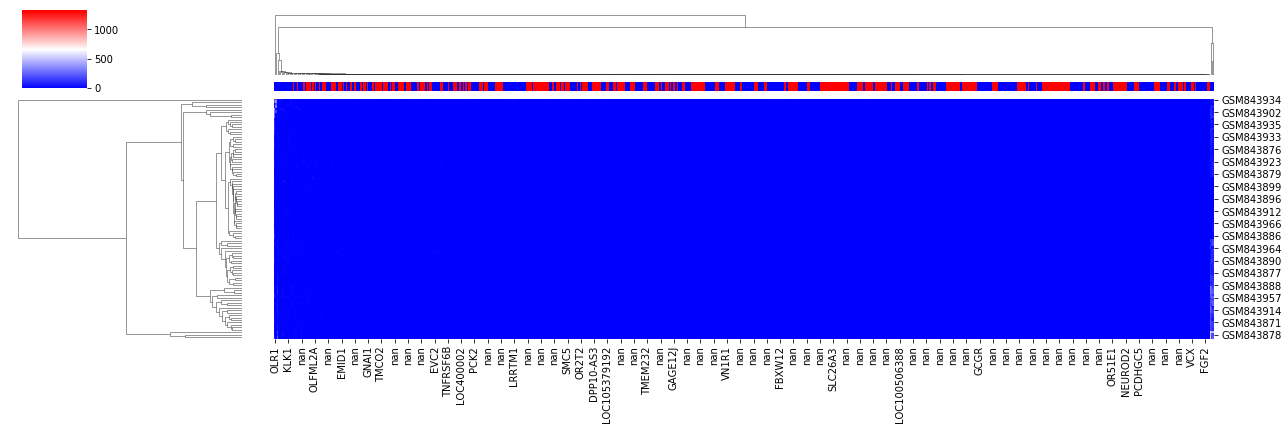 1000
500
0
GSM843934
GSM843902
GSM843935
GSM843933
GSM843876
GSM843923
GSM843879
GSM843899
GSM843896
GSM843912
GSM843966
GSM843886
GSM843964
GSM843890
GSM843877
GSM843888
GSM843957
GSM843914
GSM843871
GSM843878
OLR1
KLK1
nan
OLFML2A
nan
EMID1
nan
GNAI1
TMCO2
nan
nan
nan
EVC2
TNFRSF6B
LOC400002
PCK2
nan
nan
LRRTM1
nan
nan
nan
SMC5
OR2T2
DPP10-AS3
LOC105379192
nan
nan
TMEM232
nan
GAGE12J
nan
nan
nan
VN1R1
nan
nan
nan
FBXW12
nan
nan
nan
SLC26A3
nan
nan
nan
nan
LOC100506388
nan
nan
nan
nan
nan
GCGR
nan
nan
nan
nan
nan
nan
nan
nan
nan
OR51E1
NEUROD2
PCDHGC5
nan
nan
nan
VCX
FGF2